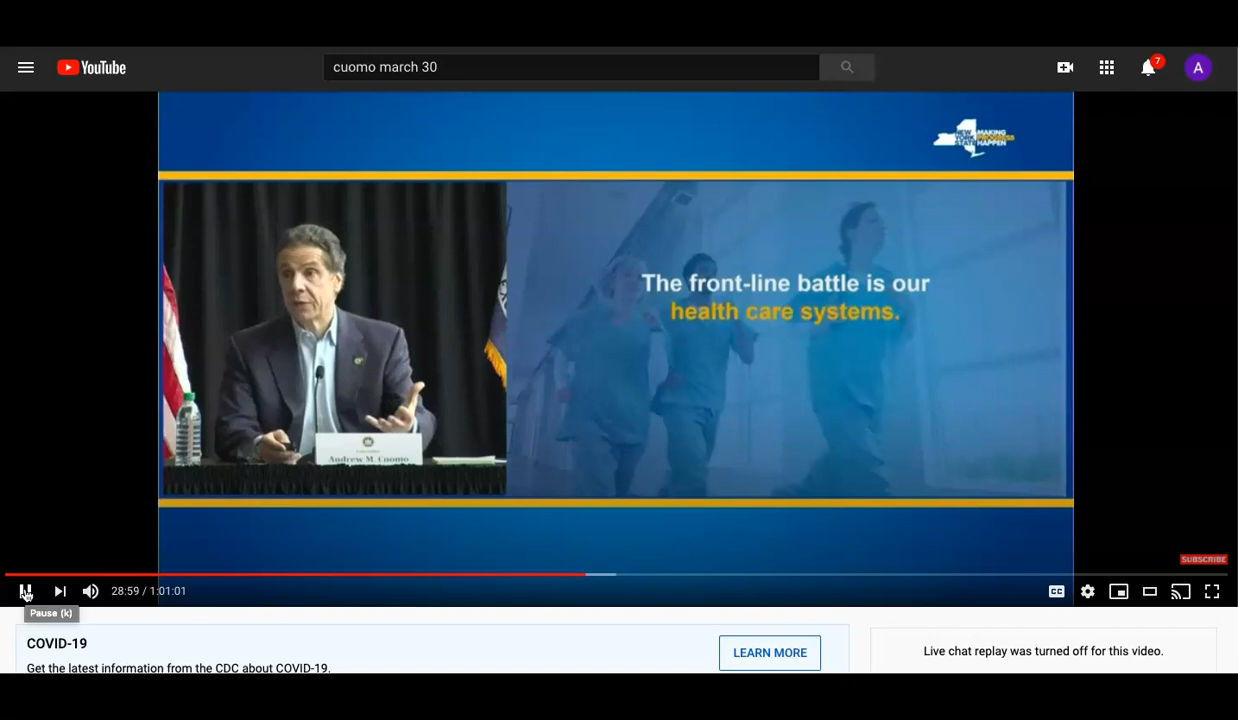 YouTube
cuomo march 30
7
A
NEW YORK STATE
MAKING PROGRESS HAPPEN
The front-line battle is our
health care systems.
Andrew M. Cuomo
SUBSCRIBE
28:59 / 1:01:01
CC
Pause (k)
COVID-19
Get the latest information from the CDC about COVID-19.
LEARN MORE
Live chat replay was turned off for this video.